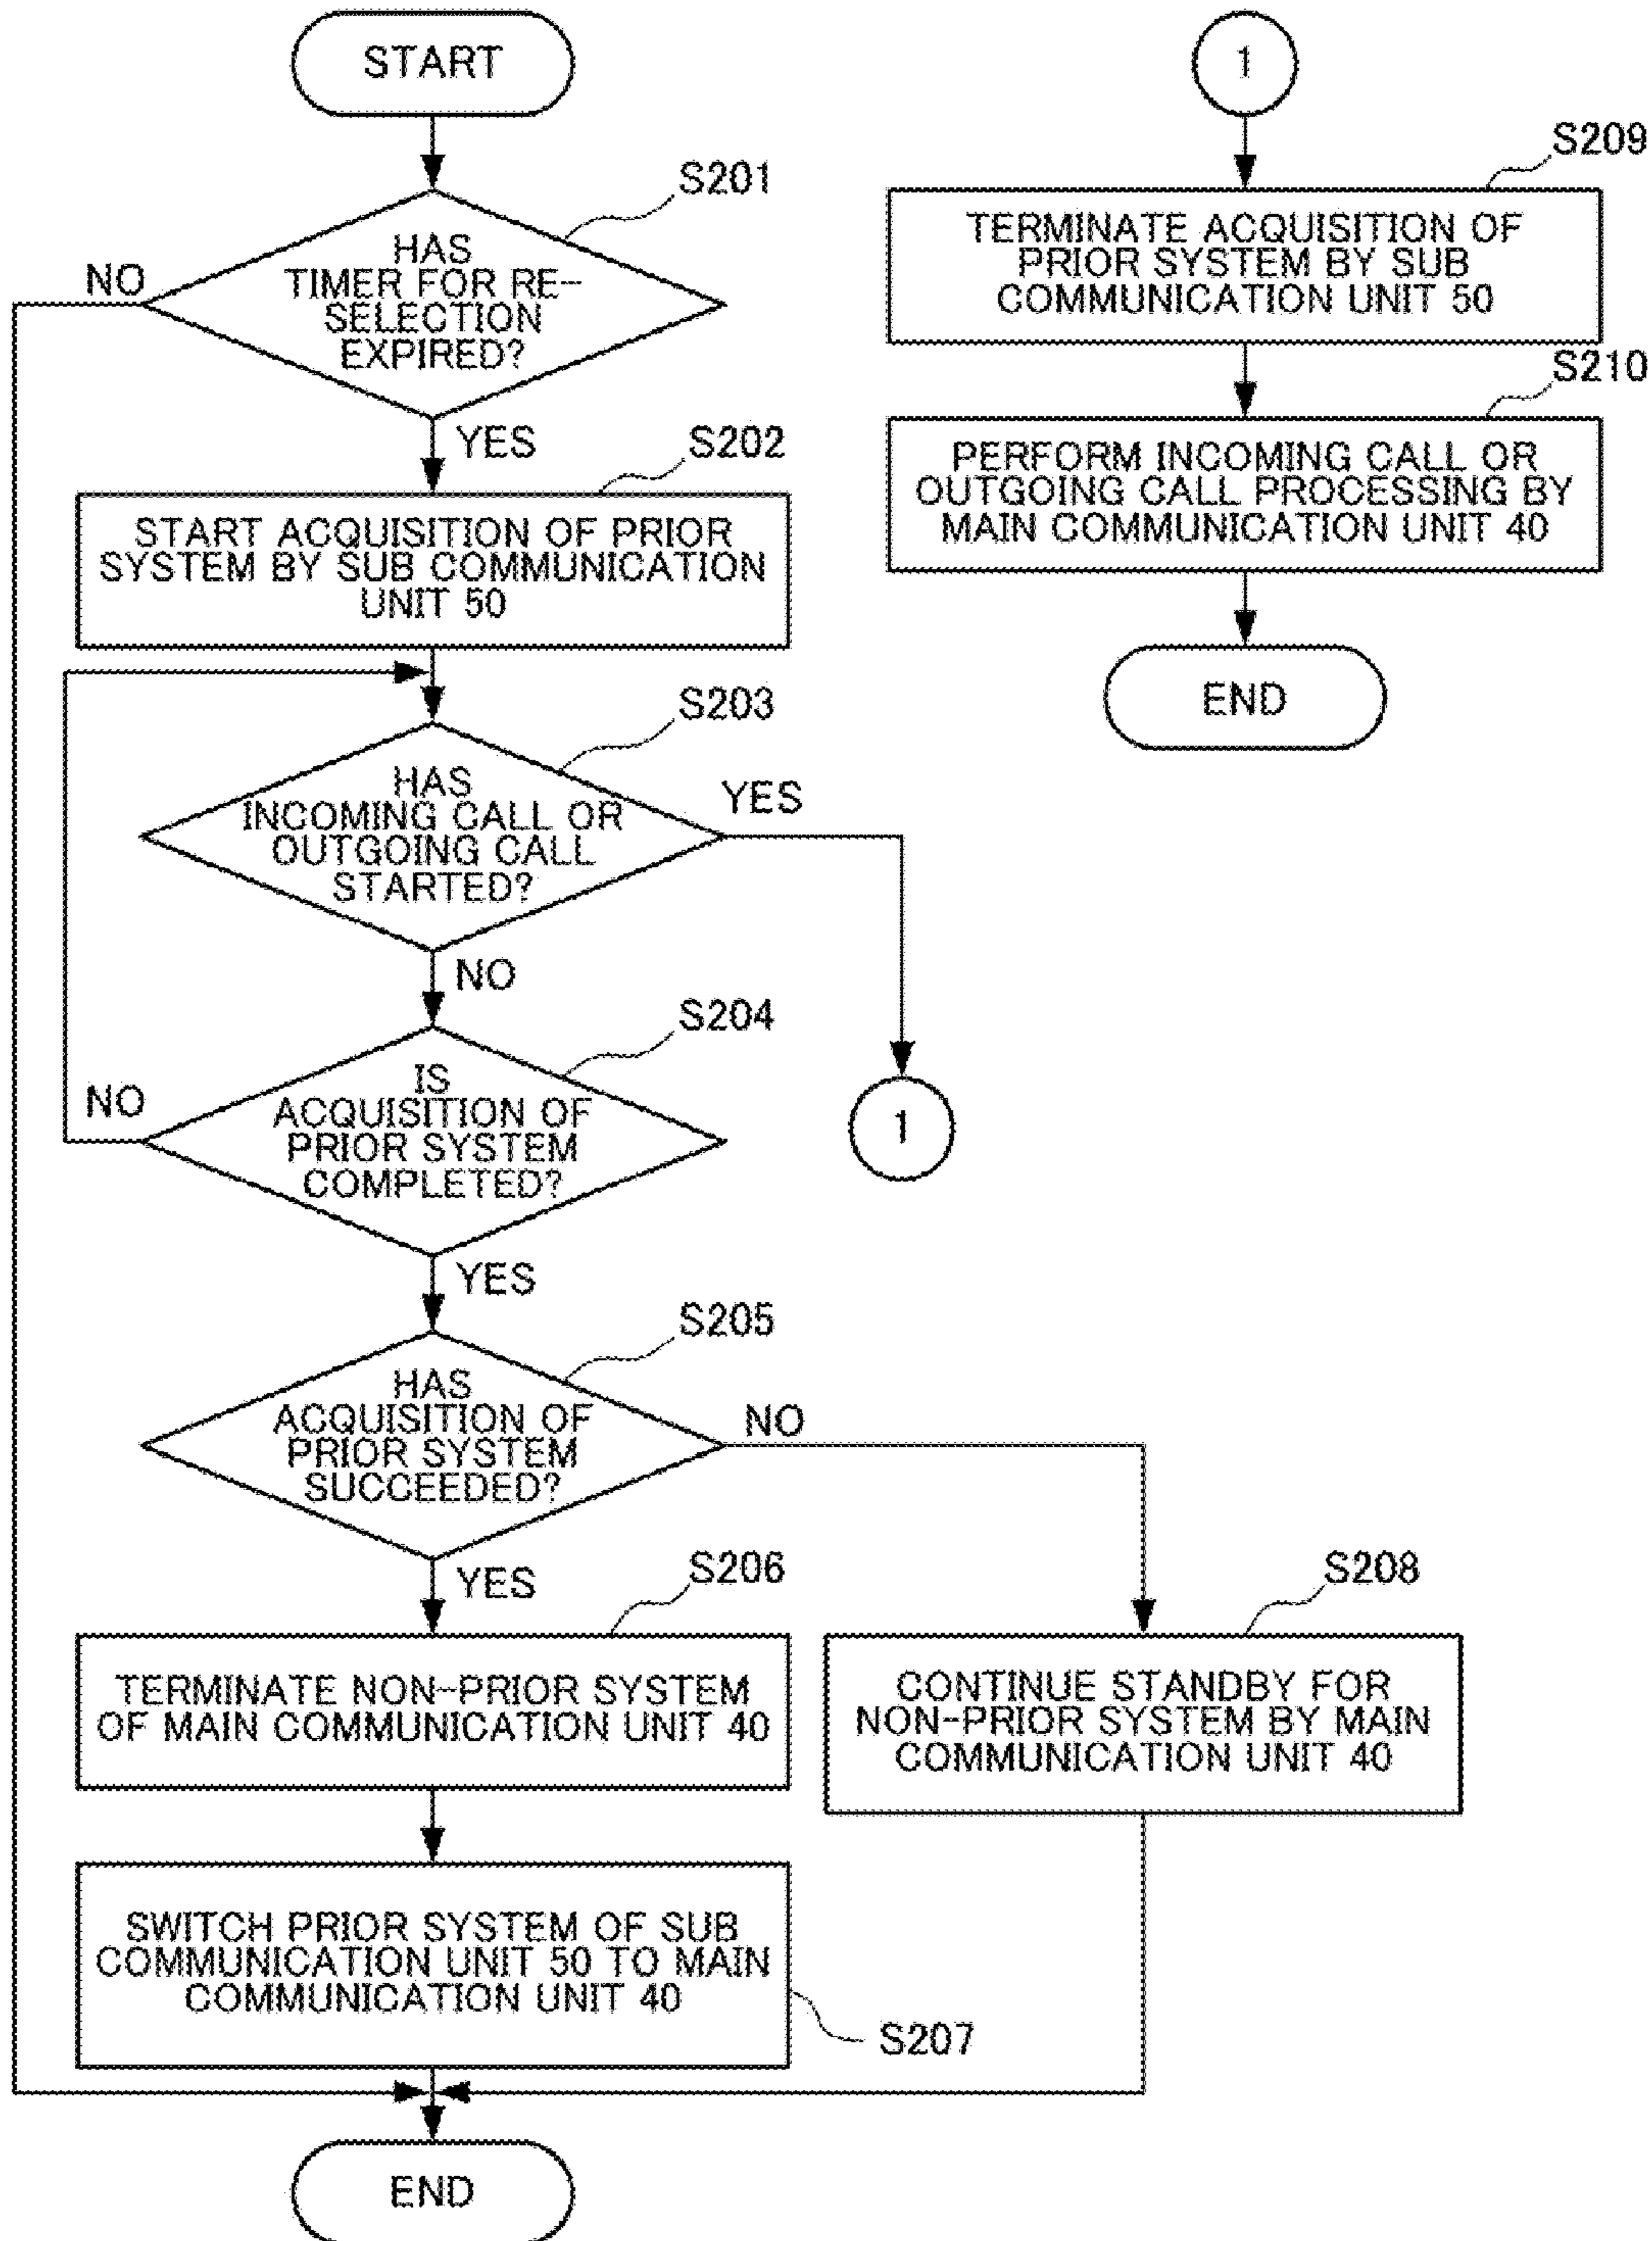 START
S201
HAS
TIMER FOR RE-
SELECTION
EXPIRED?
NO
YES
S202
START ACQUISITION OF PRIOR
SYSTEM BY SUB COMMUNICATION
UNIT 50
S203
HAS
INCOMING CALL OR
OUTGOING CALL
STARTED?
YES
NO
1
S204
IS
ACQUISITION OF
PRIOR SYSTEM
COMPLETED?
NO
YES
S205
HAS
ACQUISITION OF
PRIOR SYSTEM
SUCCEEDED?
NO
YES
S206
TERMINATE NON-PRIOR SYSTEM
OF MAIN COMMUNICATION UNIT 40
S208
CONTINUE STANDBY FOR
NON-PRIOR SYSTEM BY MAIN
COMMUNICATION UNIT 40
SWITCH PRIOR SYSTEM OF SUB
COMMUNICATION UNIT 50 TO MAIN
COMMUNICATION UNIT 40
S207
END
1
S209
TERMINATE ACQUISITION OF
PRIOR SYSTEM BY SUB
COMMUNICATION UNIT 50
S210
PERFORM INCOMING CALL OR
OUTGOING CALL PROCESSING BY
MAIN COMMUNICATION UNIT 40
END